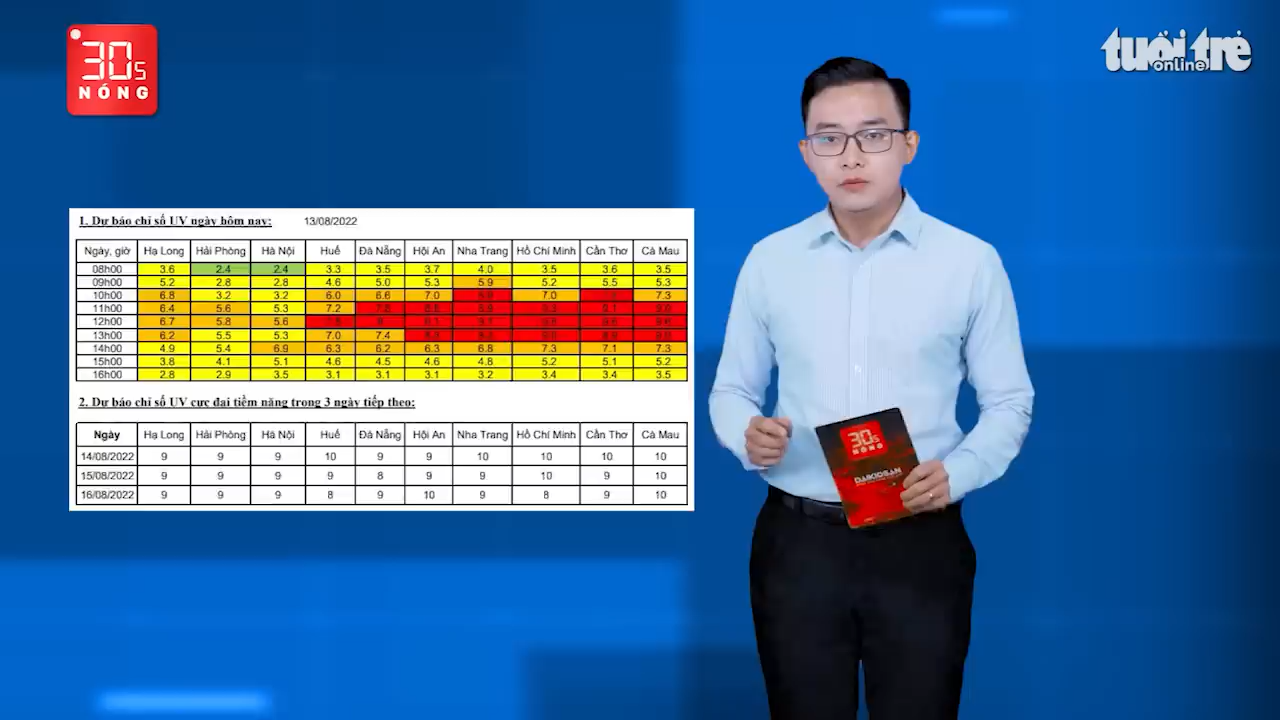 30s
NÓNG
tuổi trẻ
online
1. Dự báo chỉ số UV ngày hôm nay: 13/08/2022
Ngày, giờ Hạ Long Hải Phòng Hà Nội Huế Đà Nẵng Hội An Nha Trang Hồ Chí Minh Cần Thơ Cà Mau
08h00 3.6 2.4 2.4 3.3 3.5 3.7 4.0 3.5 3.6 3.5
09h00 5.2 2.8 2.8 4.6 5.0 5.3 5.9 5.2 5.5 5.3
10h00 6.8 3.2 3.2 6.0 6.6 7.0 7.0 7.3
11h00 6.4 5.6 5.3 7.2 9.1
12h00 6.7 5.8 5.6
13h00 6.2 5.5 5.3 7.0 7.4
14h00 4.9 5.4 6.9 6.3 6.2 6.3 6.8 7.3 7.1 7.3
15h00 3.8 4.1 5.1 4.6 4.5 4.6 4.8 5.2 5.1 5.2
16h00 2.8 2.9 3.5 3.1 3.1 3.1 3.2 3.4 3.4 3.5
2. Dự báo chỉ số UV cực đại tiềm năng trong 3 ngày tiếp theo:
Ngày Hạ Long Hải Phòng Hà Nội Huế Đà Nẵng Hội An Nha Trang Hồ Chí Minh Cần Thơ Cà Mau
14/08/2022 9 9 9 10 9 9 10 10 10 10
15/08/2022 9 9 9 9 8 9 9 10 9 10
16/08/2022 9 9 9 8 9 10 9 8 9 10
30s
NÓNG
DAIKIOSAN